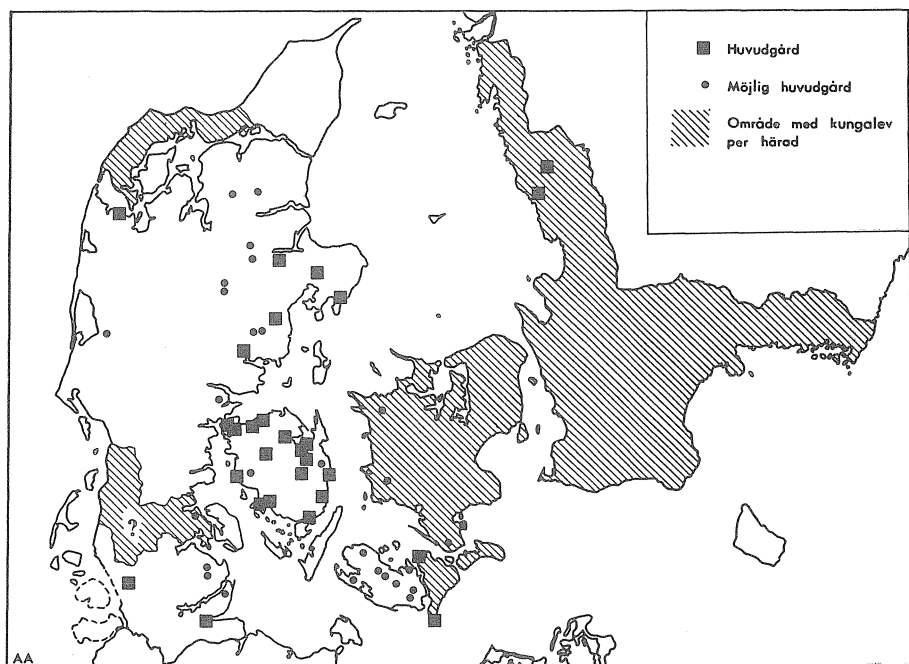 Huvudgård
Möjlig huvudgård
Område med kungalev
per härad
?
AA